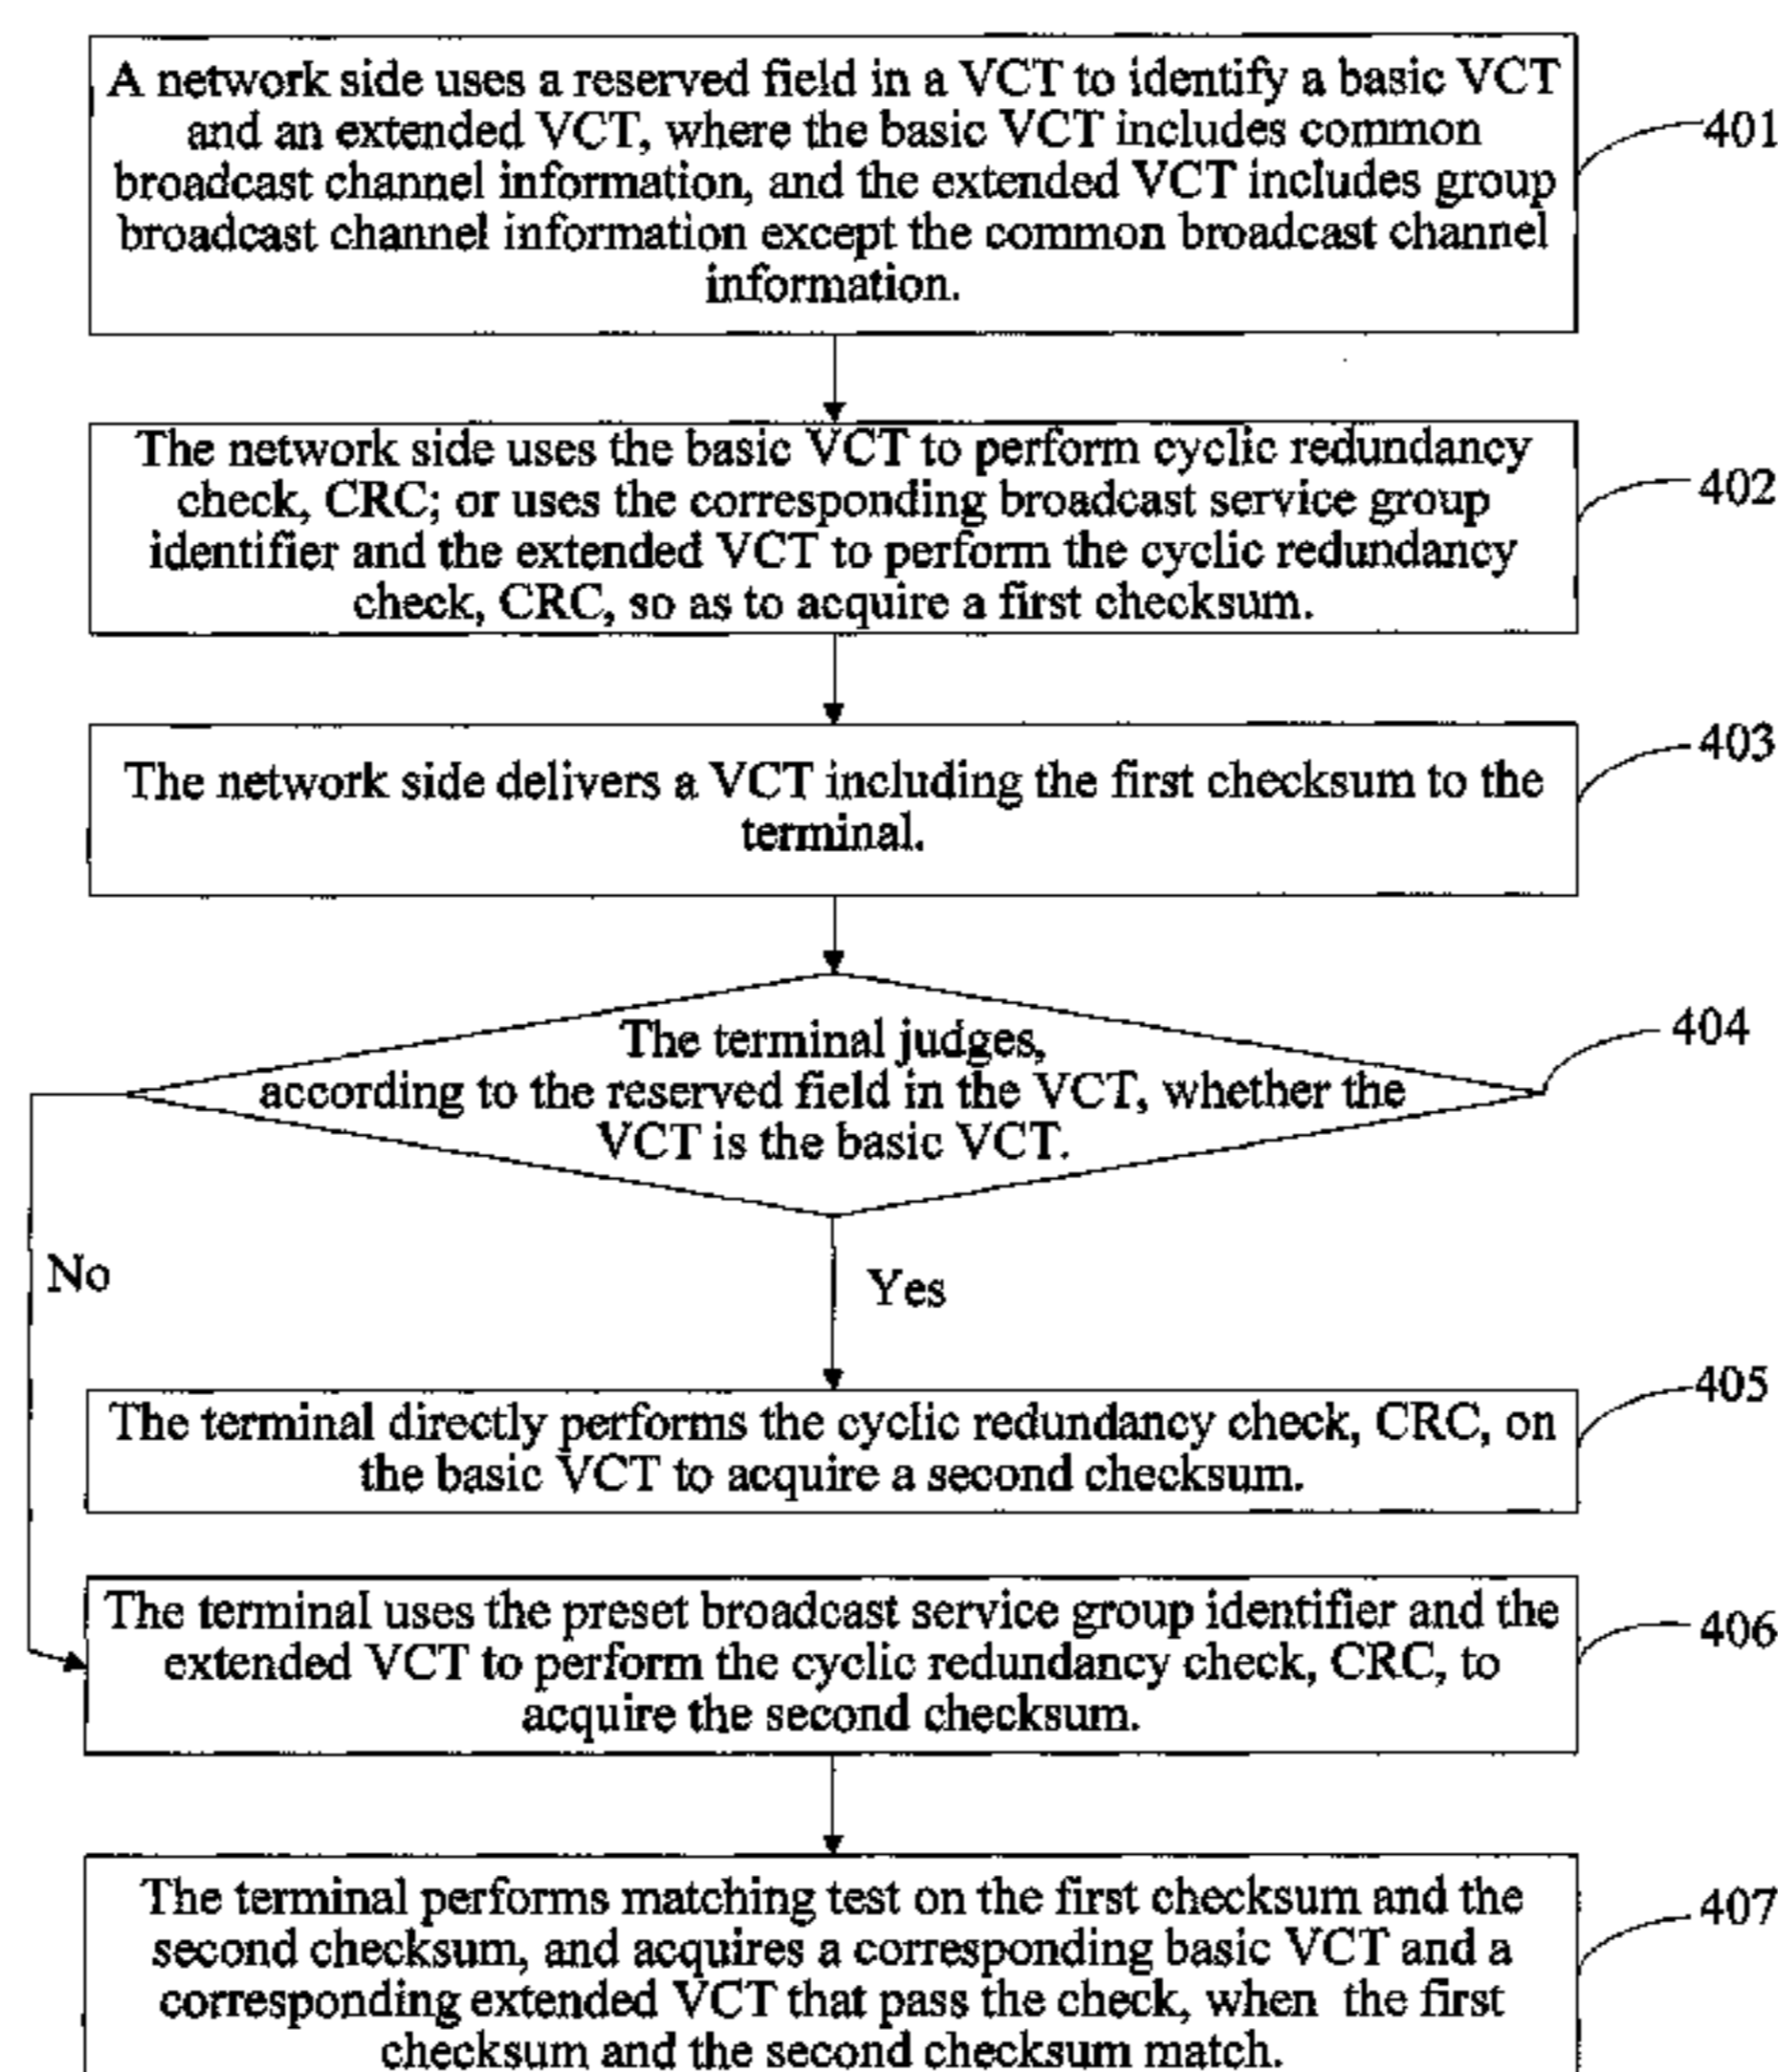 A network side uses a reserved field in a VCT to identify a basic VCT
and an extended VCT, where the basic VCT includes common
broadcast channel information, and the extended VCT includes group
broadcast channel information except the common broadcast channel
information.
401
The network side uses the basic VCT to perform cyclic redundancy
check, CRC; or uses the corresponding broadcast service group
identifier and the extended VCT to perform the cyclic redundancy
check, CRC, so as to acquire a first checksum.
402
The network side delivers a VCT including the first checksum to the
terminal.
403
The terminal judges,
according to the reserved field in the VCT, whether the
VCT is the basic VCT.
404
No
Yes
The terminal directly performs the cyclic redundancy check, CRC, on
the basic VCT to acquire a second checksum.
405
The terminal uses the preset broadcast service group identifier and the
extended VCT to perform the cyclic redundancy check, CRC, to
acquire the second checksum.
406
The terminal performs matching test on the first checksum and the
second checksum, and acquires a corresponding basic VCT and a
corresponding extended VCT that pass the check, when the first
checksum and the second checksum match.
407